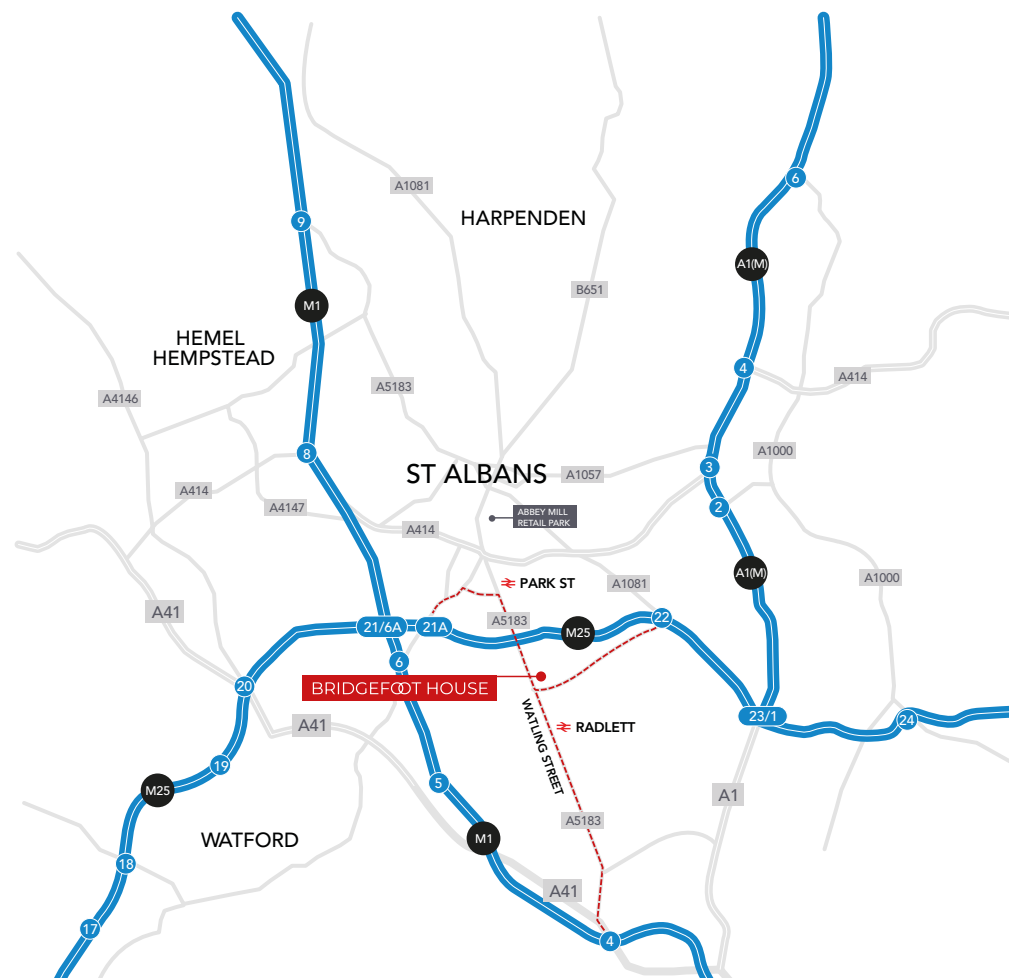 6
A1081
HARPENDEN
9
A1(M)
B651
M1
HEMEL
HEMPSTEAD
4
A414
A5183
A4146
8
A1000
3
ST ALBANS
A1057
A414
A4147
2
ABBEY MILL
RETAIL PARK
A414
A1(M)
A1000
PARK ST
A1081
A41
A5183
22
21/6A
21A
M25
6
20
BRIDGEFOOT HOUSE
WATLING STREET
23/1
24
A41
RADLETT
19
5
M25
A1
A5183
WATFORD
M1
18
A41
17
4